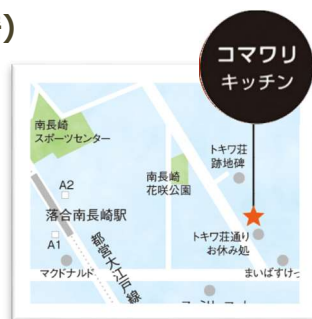 )
コマワリ
キッチン
南長崎
スポーツセンター
トキワ荘
跡地碑
A2
南長崎
花咲公園
落合南長崎駅
A1
都営大江戸線
トキワ荘通り
お休み処
マクドナルド
まいばすけっ